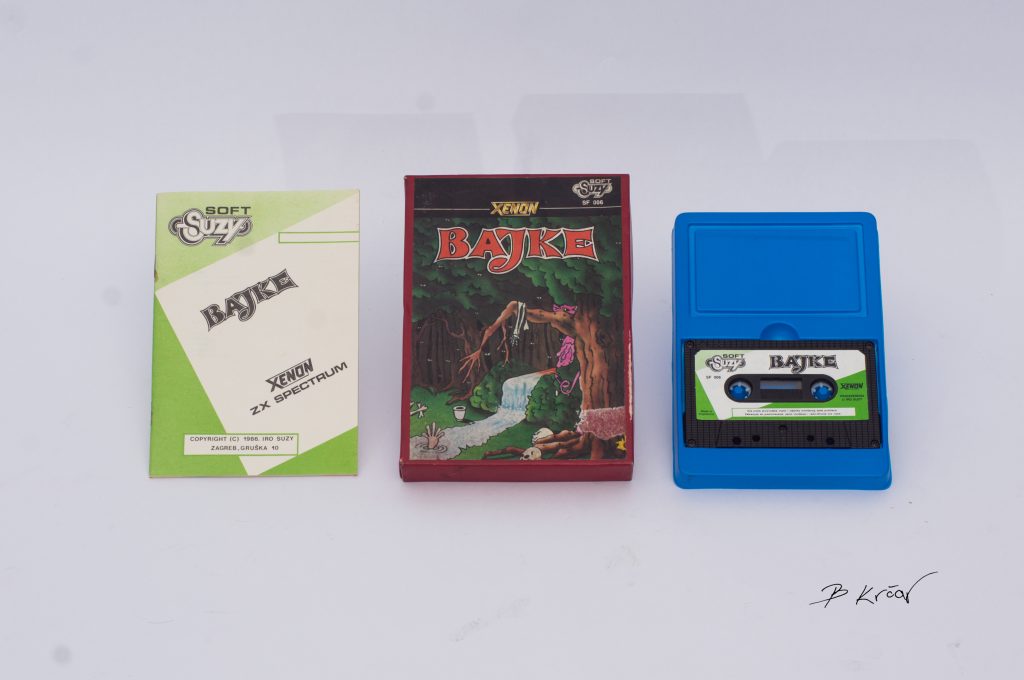 SOFT
SUZY
BAJKE
XENON
ZX SPECTRUM
COPYRIGHT (C) 1986. IRO SUZY
ZAGREB, GRUŠKA 10
SOFT
SUZY
SF 006
XENON
BAJKE
SOFT
SUZY
SF 006
BAJKE
XENON
B Krčar